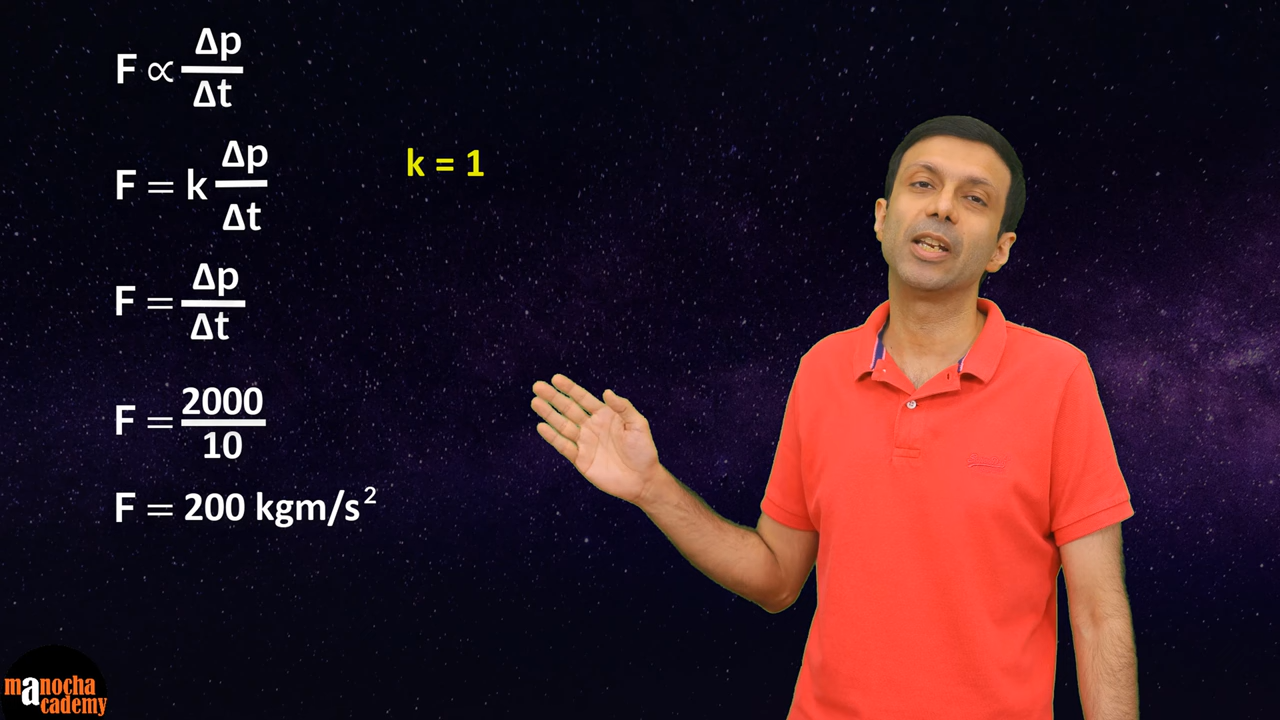 F ∝ Δp/Δt
F = k Δp/Δt
k = 1
F = Δp/Δt
F = 2000/10
F = 200 kgm/s²
manocha
academy